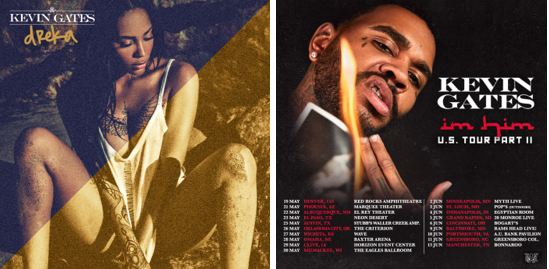 KEVIN GATES
dreka
KEVIN
GATES
im him
U.S. TOUR PART II
19 MAY DENVER, CO RED ROCKS AMPHITHEATRE
21 MAY PHOENIX, AZ MARQUEE THEATER
22 MAY ALBUQUERQUE, NM EL REY THEATER
23 MAY EL PASO, TX NEON DESERT
25 MAY AUSTIN, TX STUBB'S WALLER CREEK AMP.
26 MAY OKLAHOMA CITY, OK THE CRITERION
27 MAY WICHITA, KS WAVE
28 MAY OMAHA, NE BAXTER ARENA
29 MAY CLIVE, IA HORIZON EVENT CENTER
30 MAY MILWAUKEE, WI THE EAGLES BALLROOM
2 JUN MINNEAPOLIS, MN MYTH LIVE
3 JUN ST. LOUIS, MO POP'S (OUTDOORS)
4 JUN INDIANAPOLIS, IN EGYPTIAN ROOM
5 JUN GRAND RAPIDS, MI 20 MONROE LIVE
6 JUN CINCINNATI, OH BOGART'S
9 JUN BALTIMORE, MD RAMS HEAD LIVE!
10 JUN PORTSMOUTH, VA A.U. BANK PAVILION
11 JUN GREENSBORO, NC GREENSBORO COL.
13 JUN MANCHESTER, TN BONNAROO